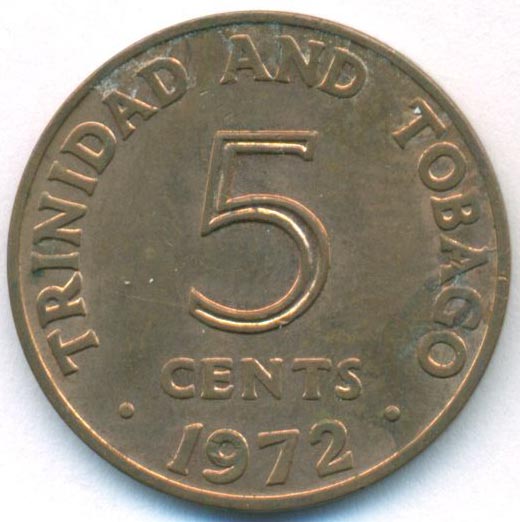 TRINIDAD AND TOBAGO
5
CENTS
• 1972 •